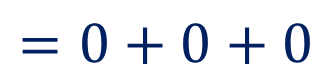 = 0 + 0 + 0